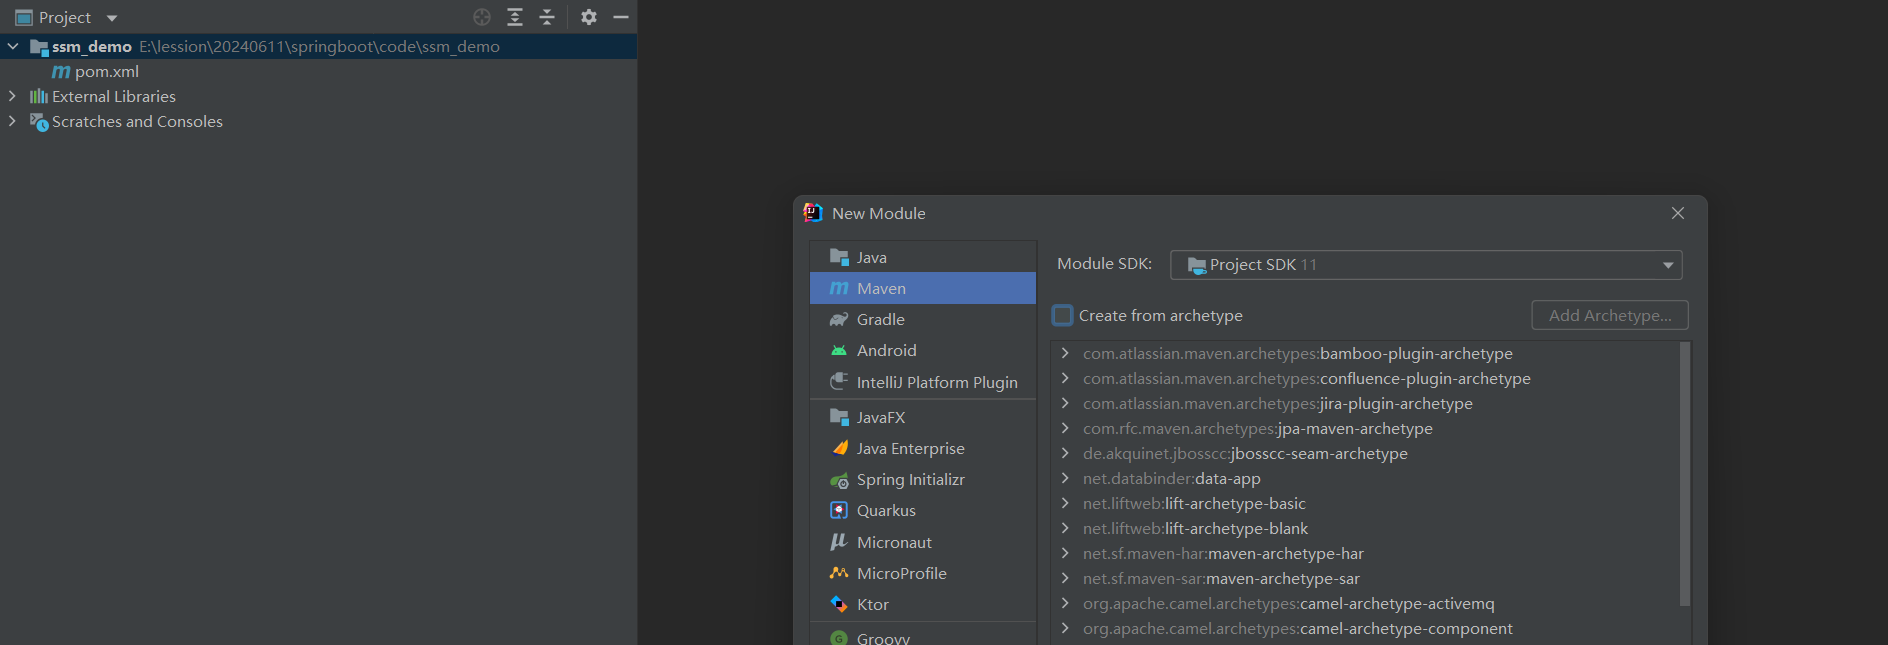 Project
ssm_demo E:\lession\20240611\springboot\code\ssm_demo
pom.xml
External Libraries
Scratches and Consoles
New Module
Java
Maven
Gradle
Android
IntelliJ Platform Plugin
JavaFX
Java Enterprise
Spring Initializr
Quarkus
Micronaut
MicroProfile
Ktor
Groovy
Module SDK: Project SDK 11
Create from archetype Add Archetype...
com.atlassian.maven.archetypes:bamboo-plugin-archetype
com.atlassian.maven.archetypes:confluence-plugin-archetype
com.atlassian.maven.archetypes:jira-plugin-archetype
com.rfc.maven.archetypes:jpa-maven-archetype
de.akquinet.jbosscc:jbosscc-seam-archetype
net.databinder:data-app
net.liftweb:lift-archetype-basic
net.liftweb:lift-archetype-blank
net.sf.maven-har:maven-archetype-har
net.sf.maven-sar:maven-archetype-sar
org.apache.camel.archetypes:camel-archetype-activemq
org.apache.camel.archetypes:camel-archetype-component